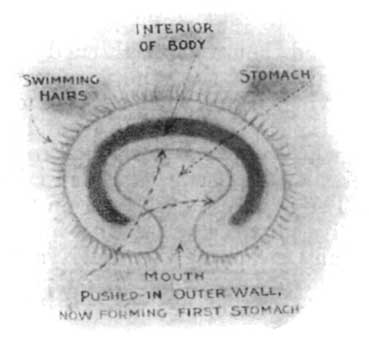 INTERIOR
OF BODY
SWIMMING
HAIRS
STOMACH
MOUTH
PUSHED-IN OUTER WALL,
NOW FORMING FIRST STOMACH